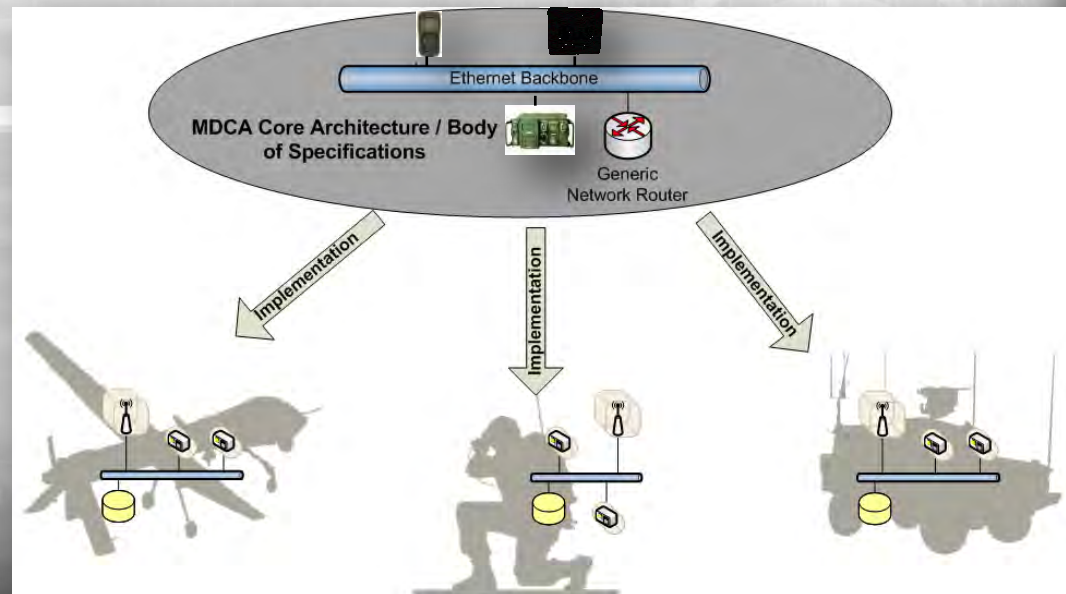 Ethernet Backbone
MDCA Core Architecture / Body
of Specifications
Generic
Network Router
Implementation
Implementation
Implementation